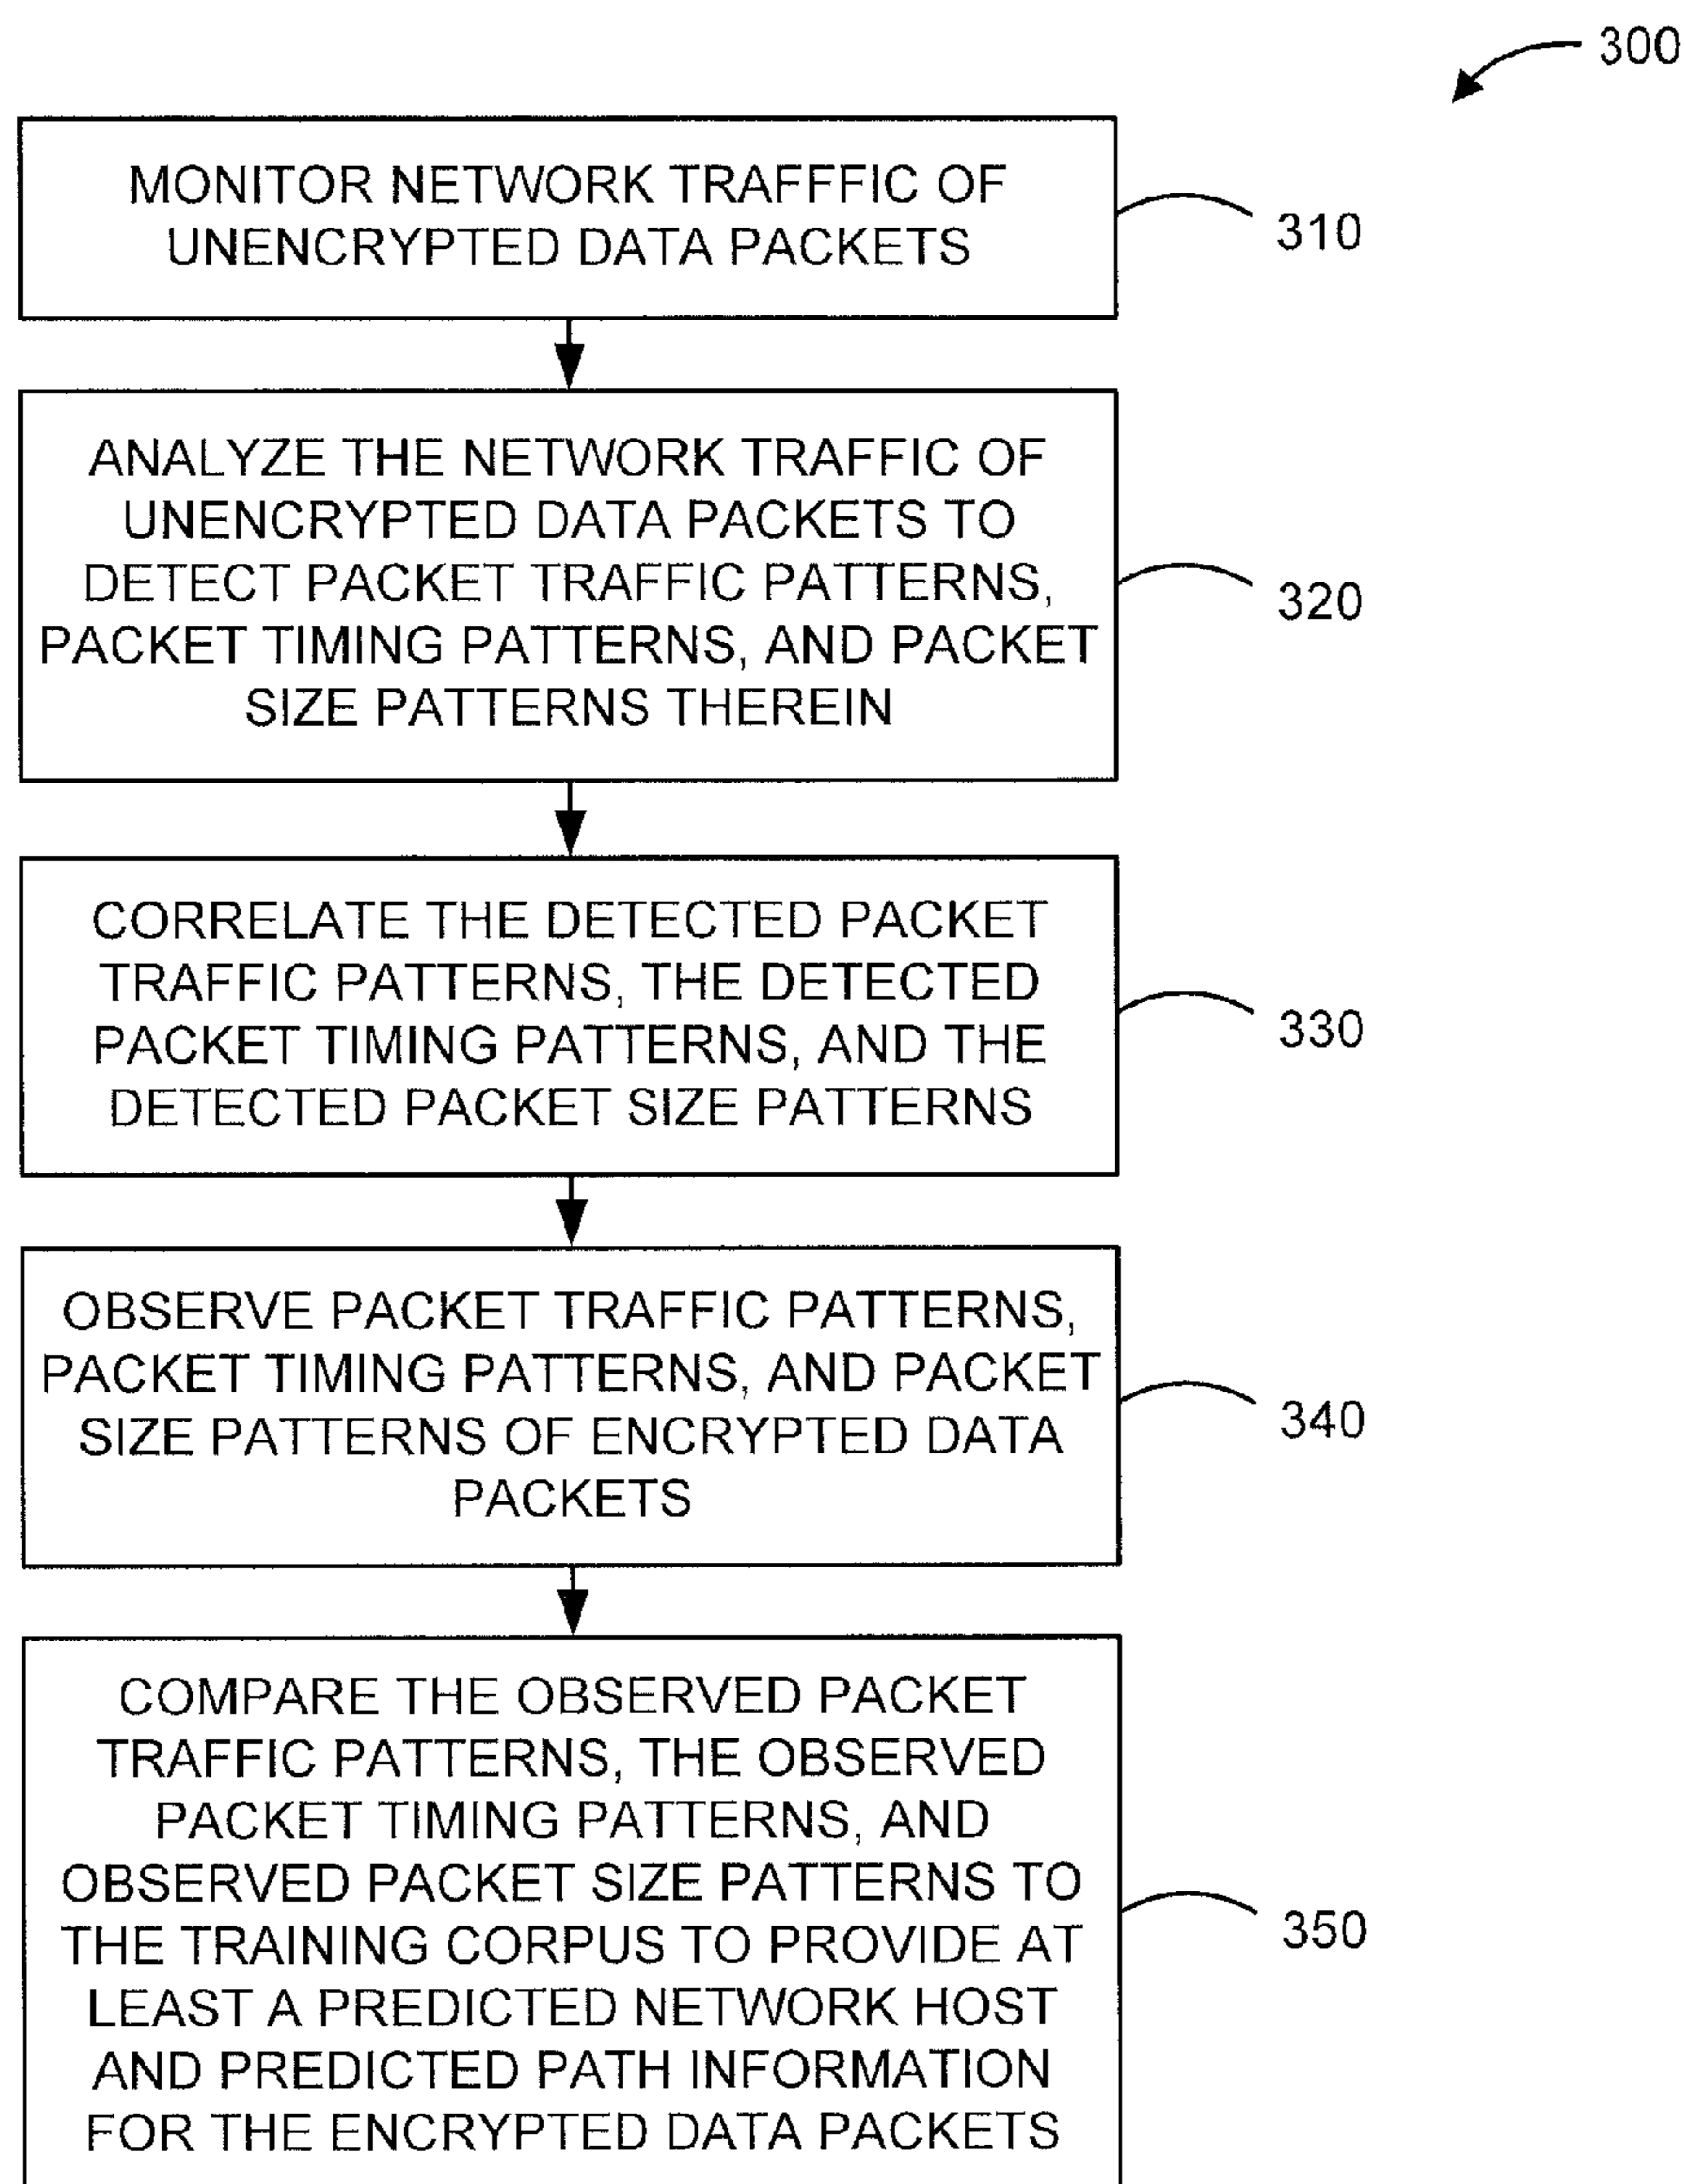 300
MONITOR NETWORK TRAFFFIC OF
UNENCRYPTED DATA PACKETS
310
ANALYZE THE NETWORK TRAFFIC OF
UNENCRYPTED DATA PACKETS TO
DETECT PACKET TRAFFIC PATTERNS,
PACKET TIMING PATTERNS, AND PACKET
SIZE PATTERNS THEREIN
320
CORRELATE THE DETECTED PACKET
TRAFFIC PATTERNS, THE DETECTED
PACKET TIMING PATTERNS, AND THE
DETECTED PACKET SIZE PATTERNS
330
OBSERVE PACKET TRAFFIC PATTERNS,
PACKET TIMING PATTERNS, AND PACKET
SIZE PATTERNS OF ENCRYPTED DATA
PACKETS
340
COMPARE THE OBSERVED PACKET
TRAFFIC PATTERNS, THE OBSERVED
PACKET TIMING PATTERNS, AND
OBSERVED PACKET SIZE PATTERNS TO
THE TRAINING CORPUS TO PROVIDE AT
LEAST A PREDICTED NETWORK HOST
AND PREDICTED PATH INFORMATION
FOR THE ENCRYPTED DATA PACKETS
350